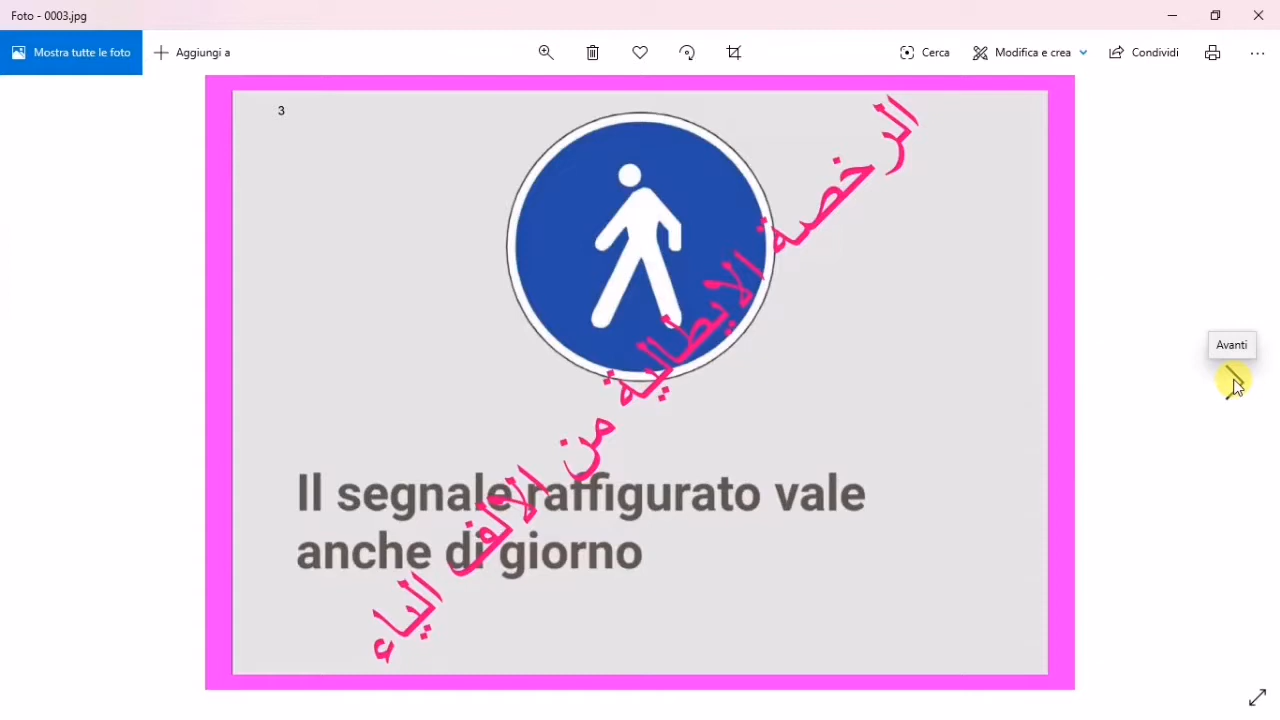 Foto - 0003.jpg
Mostra tutte le foto
Aggiungi a
Cerca
Modifica e crea
Condividi
3
الرخصة الايطالية من الالف الياء
Avanti
Il segnale raffigurato vale
anche di giorno